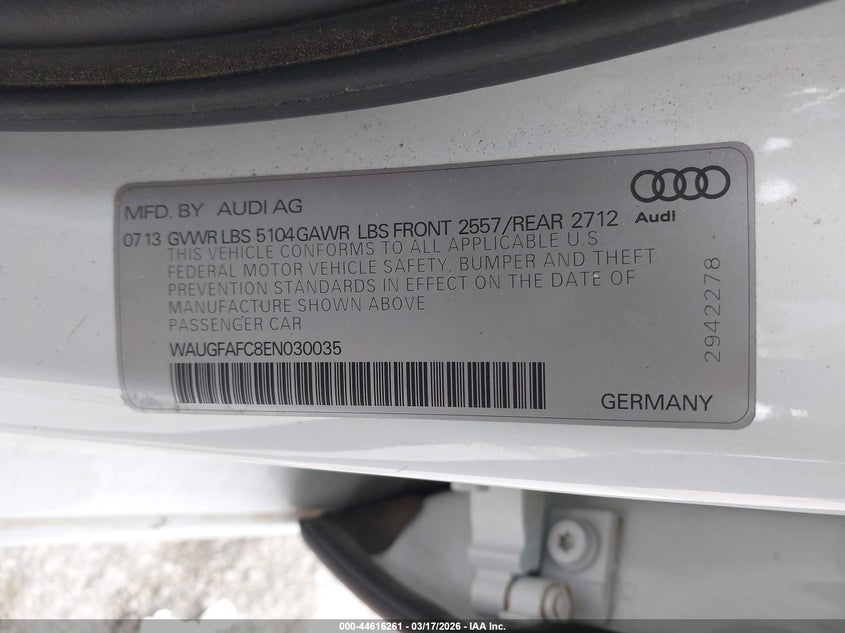 MFD. BY AUDI AG
Audi
07 13 GVWR LBS 5104 GAWR LBS FRONT 2557/REAR 2712
THIS VEHICLE CONFORMS TO ALL APPLICABLE U.S.
FEDERAL MOTOR VEHICLE SAFETY, BUMPER AND THEFT
PREVENTION STANDARDS IN EFFECT ON THE DATE OF
MANUFACTURE SHOWN ABOVE
PASSENGER CAR
WAUGFAFC8EN030035
GERMANY
2942278
000-44616261 - 03/17/2026 - IAA Inc.